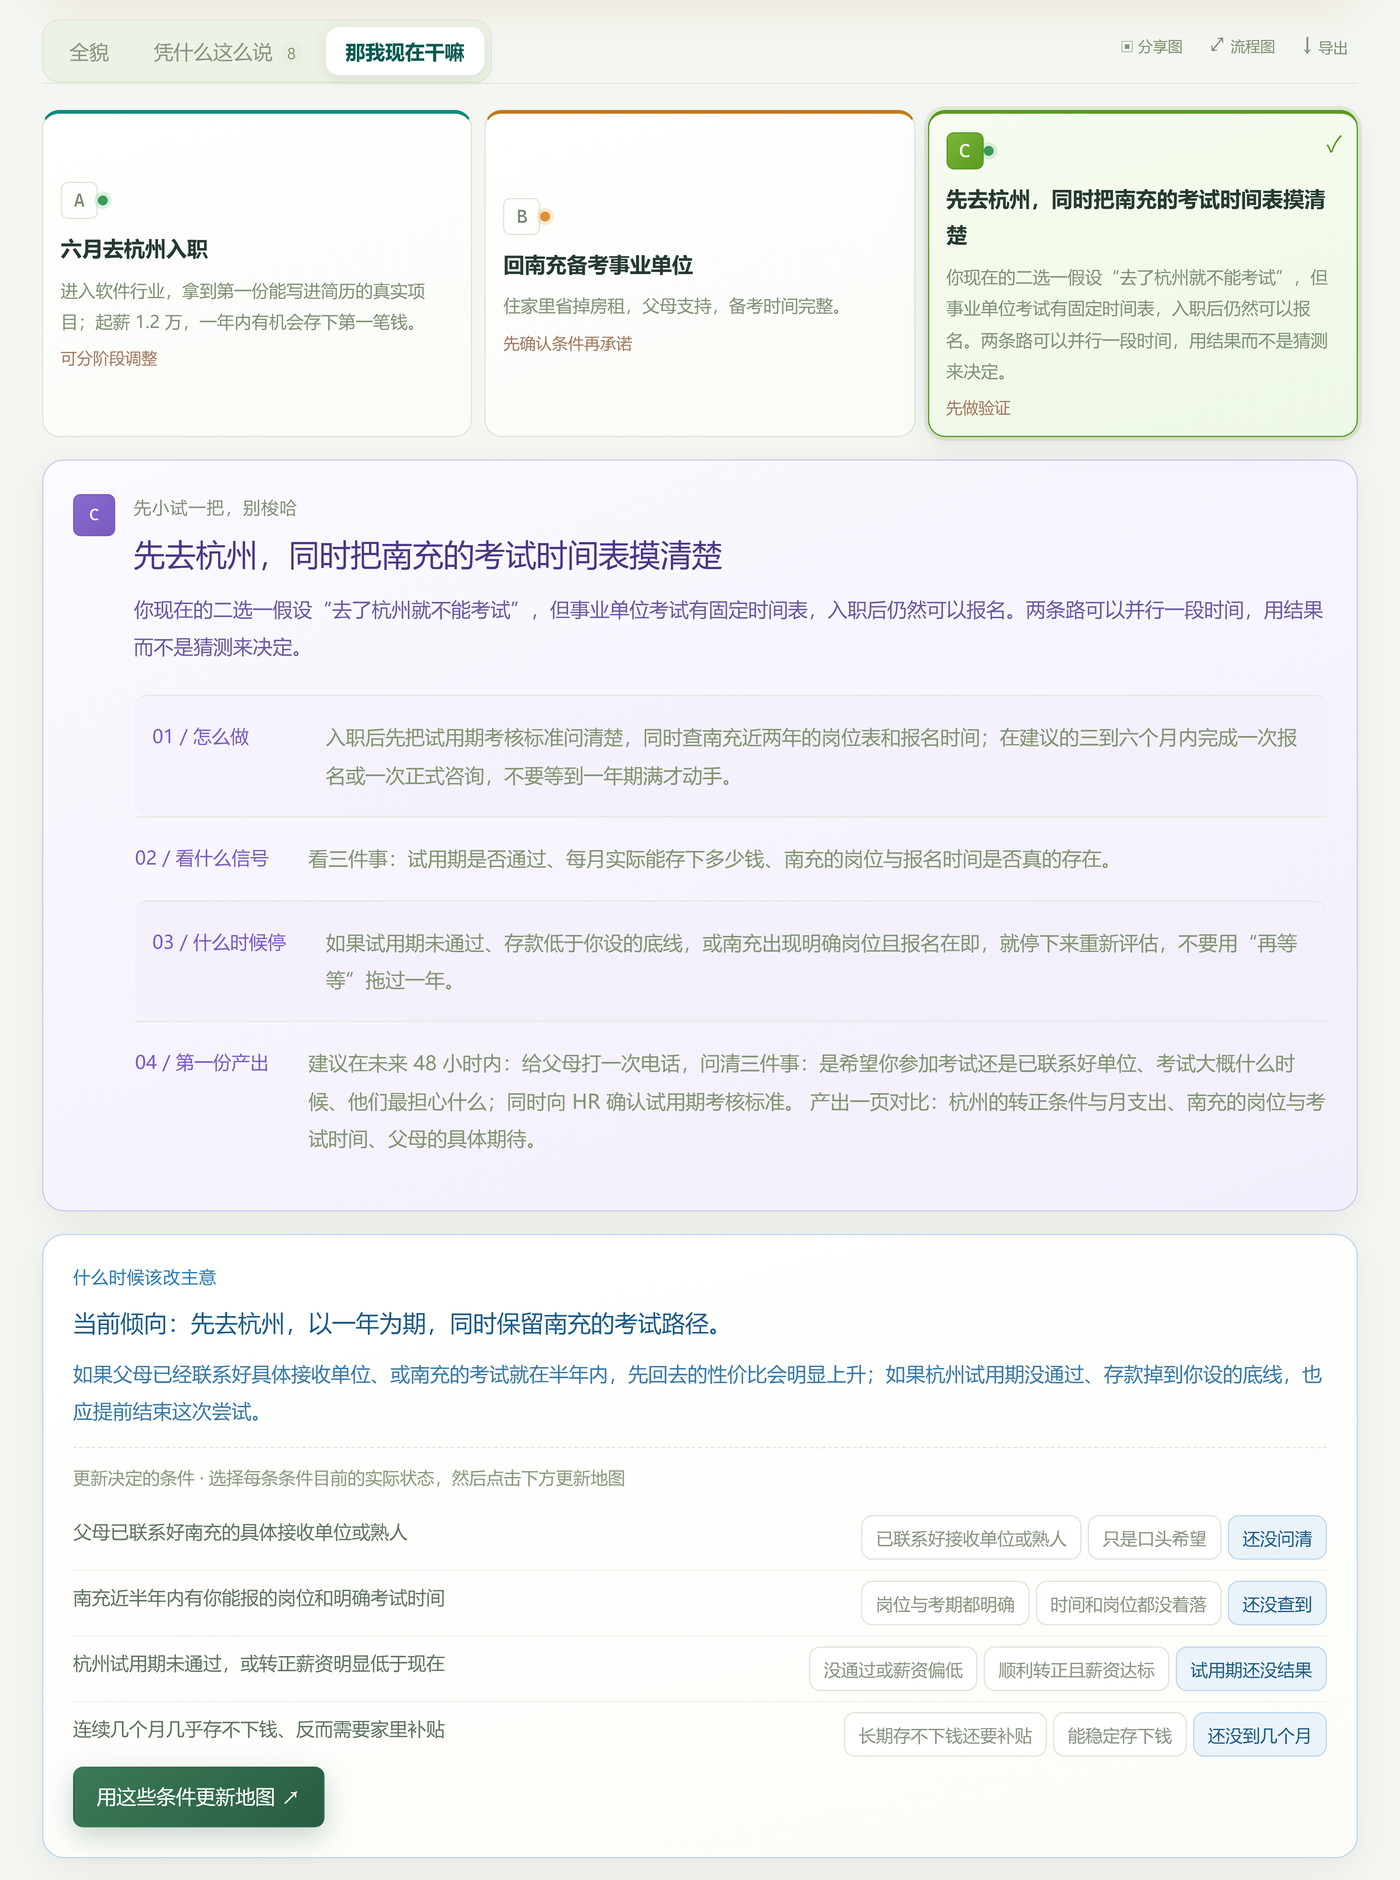 全貌
凭什么这么说 8
那我现在干嘛
分享图
流程图
导出
A
六月去杭州入职
进入软件行业，拿到第一份能写进简历的真实项
目；起薪 1.2 万，一年内有机会存下第一笔钱。
可分阶段调整
B
回南充备考事业单位
住家里省掉房租，父母支持，备考时间完整。
先确认条件再承诺
C
先去杭州，同时把南充的考试时间表摸清
楚
你现在的二选一假设“去了杭州就不能考试”，但
事业单位考试有固定时间表，入职后仍然可以报
名。两条路可以并行一段时间，用结果而不是猜测
来决定。
先做验证
C
先小试一把，别梭哈
先去杭州，同时把南充的考试时间表摸清楚
你现在的二选一假设“去了杭州就不能考试”，但事业单位考试有固定时间表，入职后仍然可以报名。两条路可以并行一段时间，用结果
而不是猜测来决定。
01 / 怎么做
入职后先把试用期考核标准问清楚，同时查南充近两年的岗位表和报名时间；在建议的三到六个月内完成一次报
名或一次正式咨询，不要等到一年期满才动手。
02 / 看什么信号
看三件事：试用期是否通过、每月实际能存下多少钱、南充的岗位与报名时间是否真的存在。
03 / 什么时候停
如果试用期未通过、存款低于你设的底线，或南充出现明确岗位且报名在即，就停下来重新评估，不要用“再等
等”拖过一年。
04 / 第一份产出
建议在未来 48 小时内：给父母打一次电话，问清三件事：是希望你参加考试还是已联系好单位、考试大概什么时
候、他们最担心什么；同时向 HR 确认试用期考核标准。 产出一页对比：杭州的转正条件与月支出、南充的岗位与考
试时间、父母的具体期待。
什么时候该改主意
当前倾向：先去杭州，以一年为期，同时保留南充的考试路径。
如果父母已经联系好具体接收单位、或南充的考试就在半年内，先回去的性价比会明显上升；如果杭州试用期没通过、存款掉到你设的底线，也
应提前结束这次尝试。
更新决定的条件 · 选择每条条件目前的实际状态，然后点击下方更新地图
父母已联系好南充的具体接收单位或熟人
已联系好接收单位或熟人
只是口头希望
还没问清
南充近半年内有你能报的岗位和明确考试时间
岗位与考期都明确
时间和岗位都没着落
还没查到
杭州试用期未通过，或转正薪资明显低于现在
没通过或薪资偏低
顺利转正且薪资达标
试用期还没结果
连续几个月几乎存不下钱、反而需要家里补贴
长期存不下钱还要补贴
能稳定存下钱
还没到几个月
用这些条件更新地图 ↗